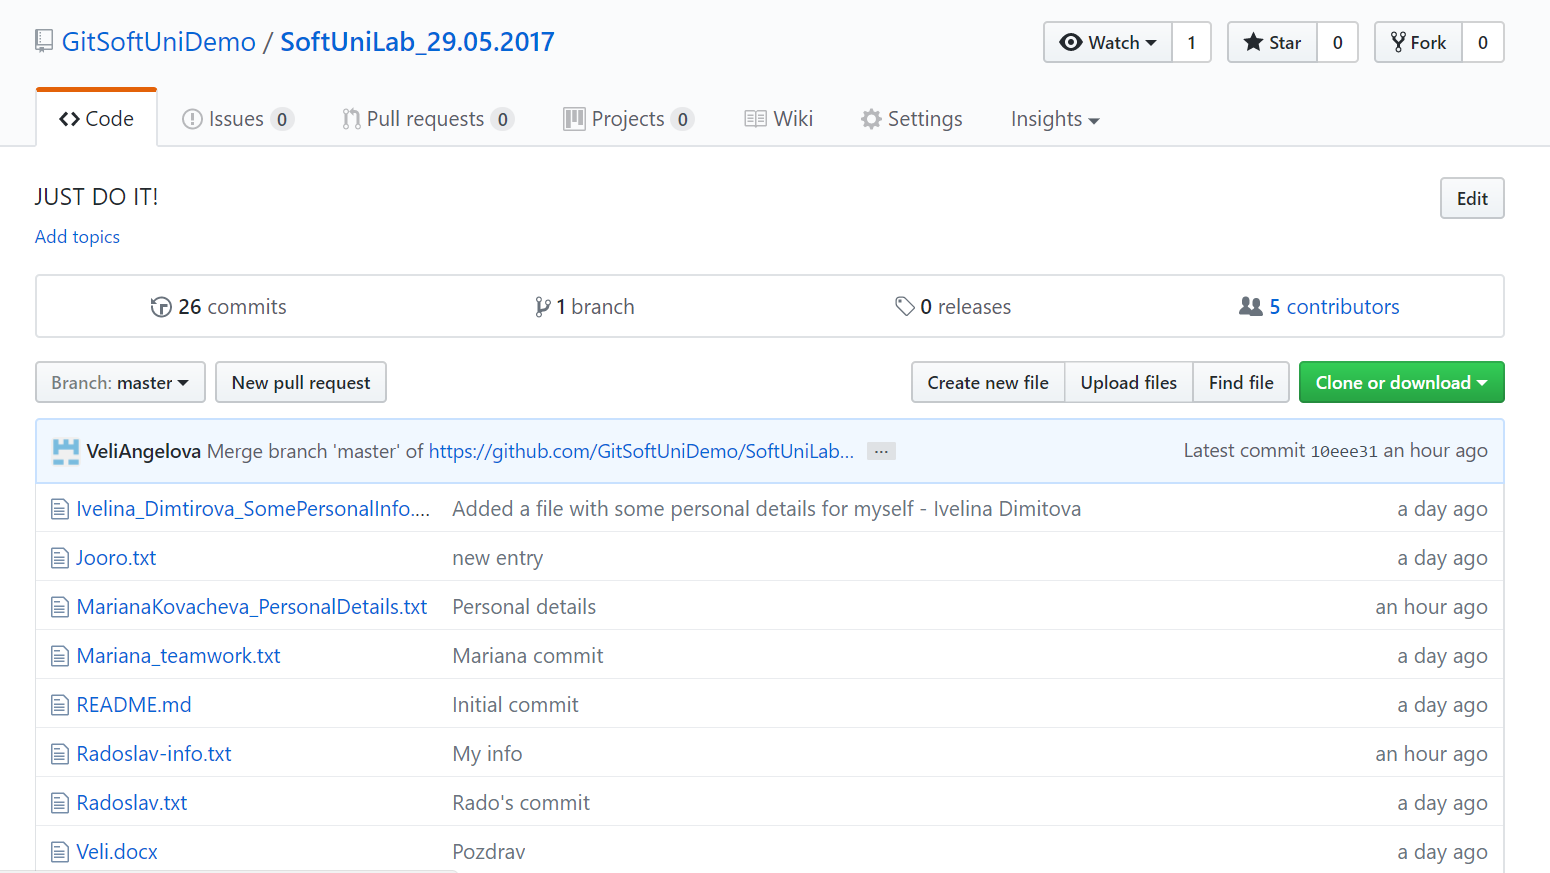 GitSoftUniDemo / SoftUniLab_29.05.2017
Watch 1 Star 0 Fork 0
Code Issues 0 Pull requests 0 Projects 0 Wiki Settings Insights
JUST DO IT!
Edit
Add topics
26 commits 1 branch 0 releases 5 contributors
Branch: master New pull request Create new file Upload files Find file Clone or download
VeliAngelova Merge branch 'master' of https://github.com/GitSoftUniDemo/SoftUniLab... ... Latest commit 10eee31 an hour ago
Ivelina_Dimtirova_SomePersonalInfo.... Added a file with some personal details for myself - Ivelina Dimitova a day ago
Jooro.txt new entry a day ago
MarianaKovacheva_PersonalDetails.txt Personal details an hour ago
Mariana_teamwork.txt Mariana commit a day ago
README.md Initial commit a day ago
Radoslav-info.txt My info an hour ago
Radoslav.txt Rado's commit a day ago
Veli.docx Pozdrav a day ago